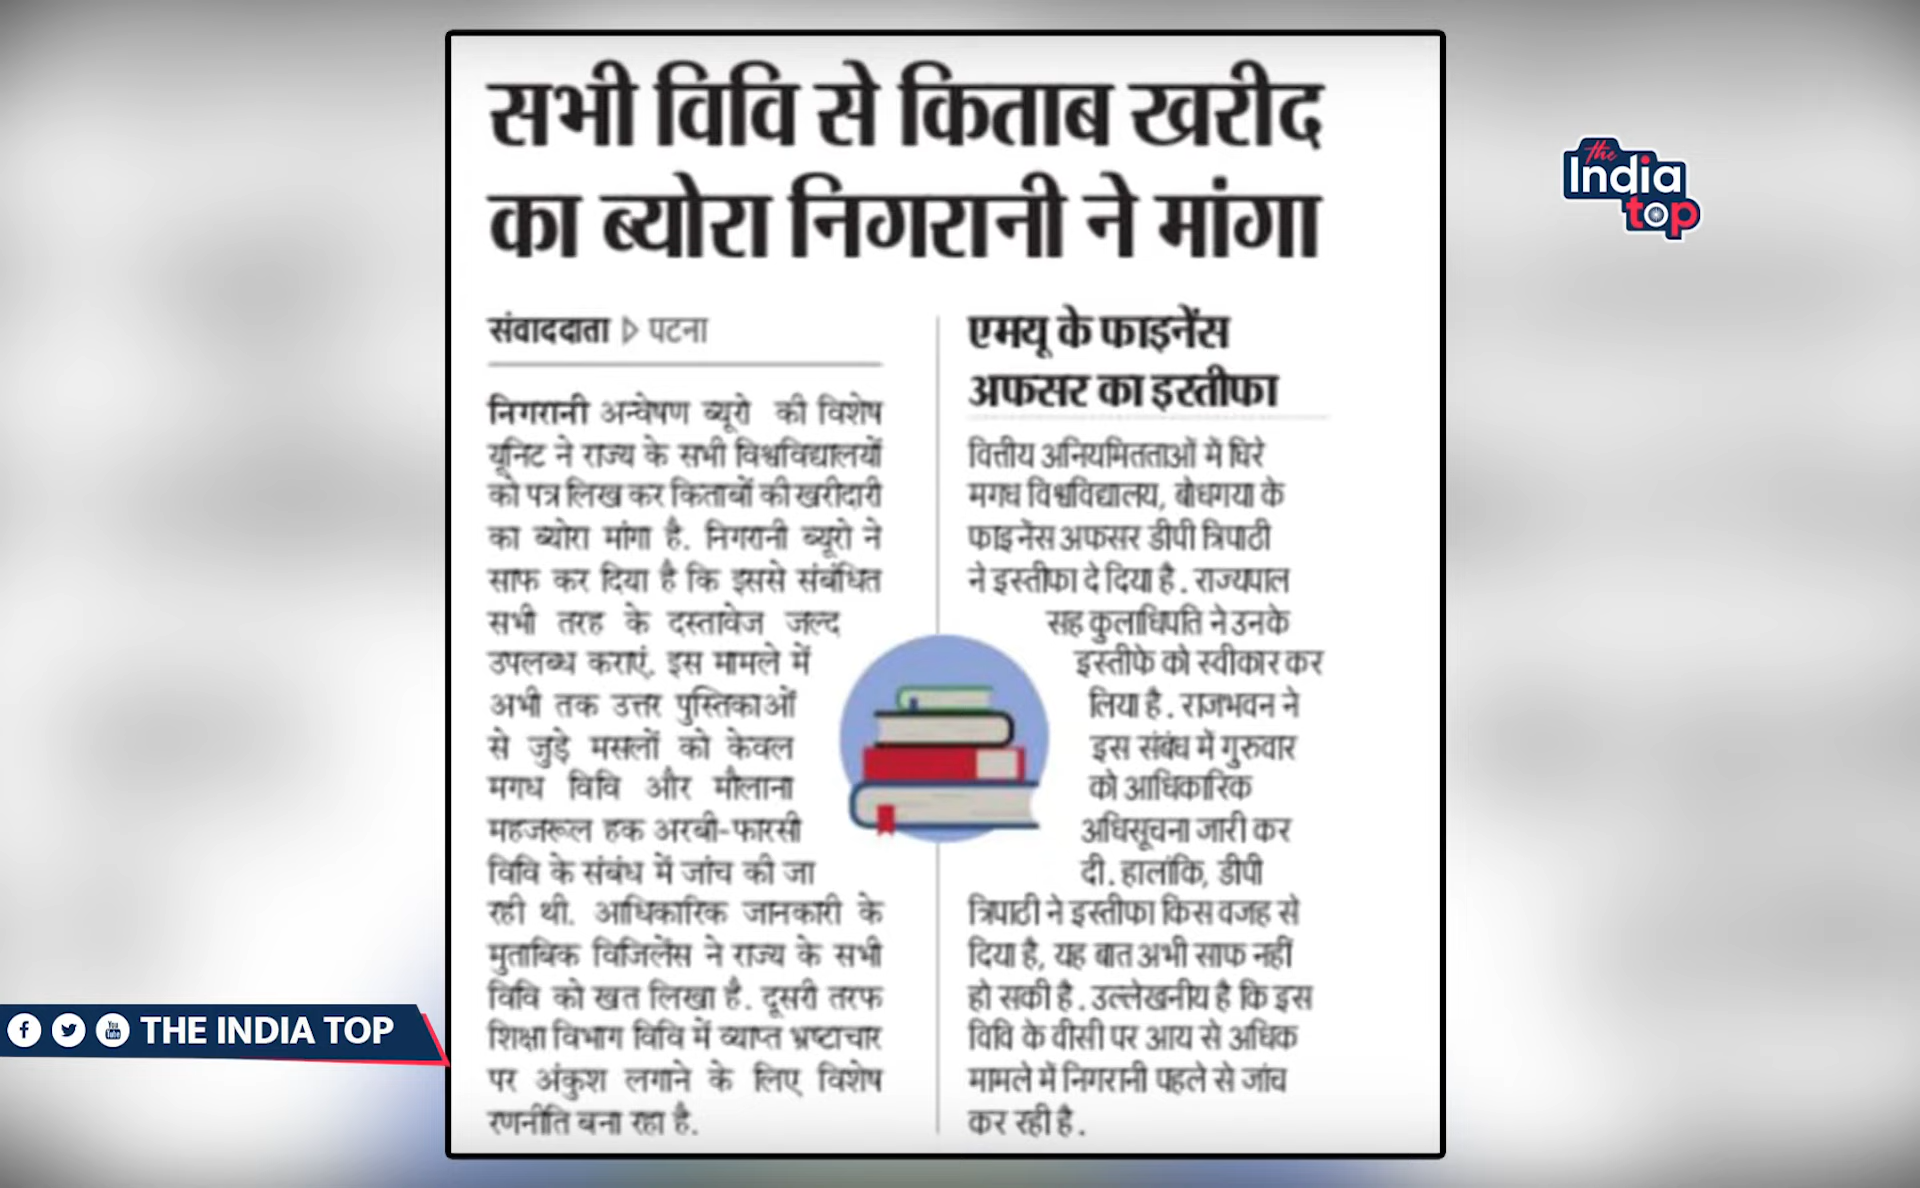 सभी विवि से किताब खरीद
का ब्योरा निगरानी ने मांगा
संवाददाता ▷ पटना
निगरानी अन्वेषण ब्यूरो की विशेष
यूनिट ने राज्य के सभी विश्वविद्यालयों
को पत्र लिख कर किताबों की खरीदारी
का ब्योरा मांगा है. निगरानी ब्यूरो ने
साफ कर दिया है कि इससे संबंधित
सभी तरह के दस्तावेज जल्द
उपलब्ध कराएं. इस मामले में
अभी तक उत्तर पुस्तिकाओं
से जुड़े मसलों को केवल
मगध विवि और मौलाना
महजरूल हक अरबी-फारसी
विवि के संबंध में जांच की जा
रही थी. आधिकारिक जानकारी के
मुताबिक विजिलेंस ने राज्य के सभी
विवि को खत लिखा है. दूसरी तरफ
शिक्षा विभाग विवि में व्याप्त भ्रष्टाचार
पर अंकुश लगाने के लिए विशेष
रणनीति बना रहा है.
एमयू के फाइनेंस
अफसर का इस्तीफा
वित्तीय अनियमितताओं में घिरे
मगध विश्वविद्यालय, बोधगया के
फाइनेंस अफसर डीपी त्रिपाठी
ने इस्तीफा दे दिया है. राज्यपाल
सह कुलाधिपति ने उनके
इस्तीफे को स्वीकार कर
लिया है. राजभवन ने
इस संबंध में गुरुवार
को आधिकारिक
अधिसूचना जारी कर
दी. हालांकि, डीपी
त्रिपाठी ने इस्तीफा किस वजह से
दिया है, यह बात अभी साफ नहीं
हो सकी है. उल्लेखनीय है कि इस
विवि के वीसी पर आय से अधिक
मामले में निगरानी पहले से जांच
कर रही है.
the
India
top
THE INDIA TOP